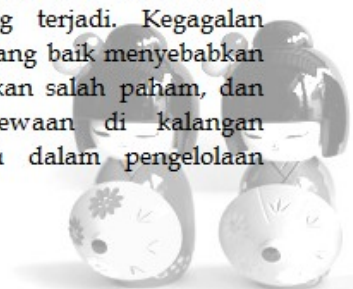 terjadi. Kegagalan
ang baik menyebabkan
kan salah paham, dan
ewaan di kalangan
dalam pengelolaan